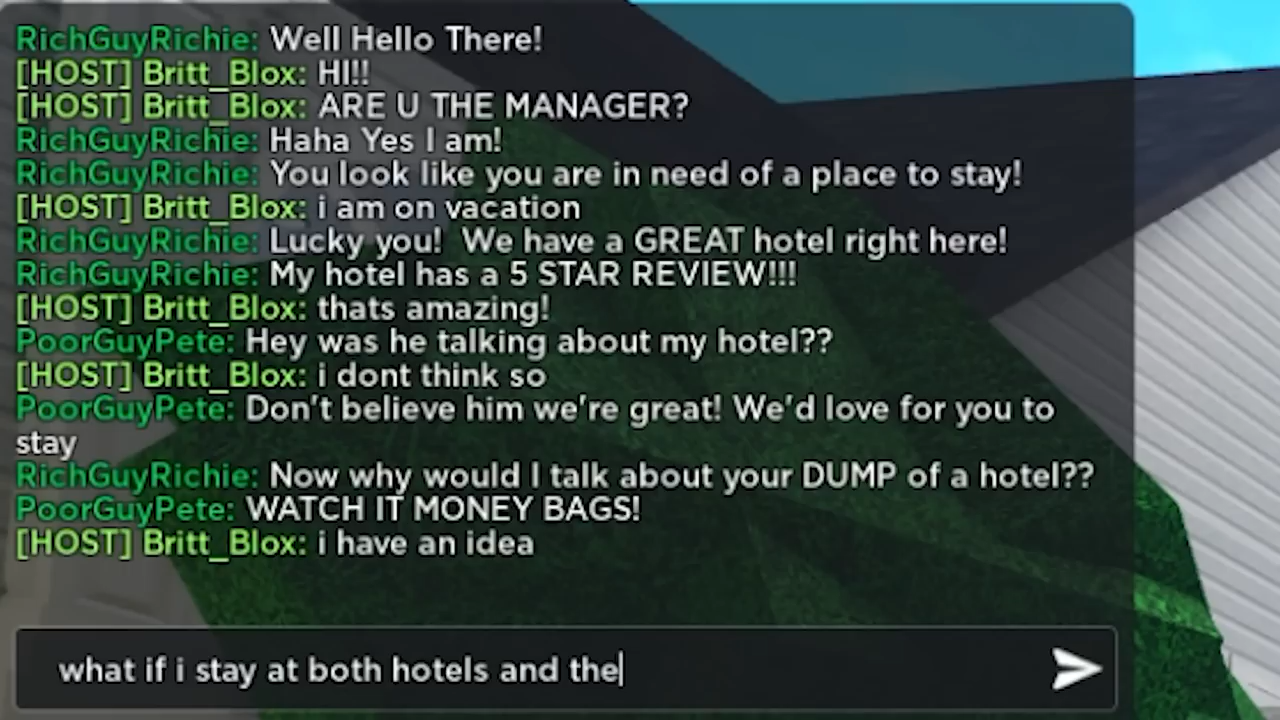 RichGuyRichie: Well Hello There!
[HOST] Britt_Blox: HI!!
[HOST] Britt_Blox: ARE U THE MANAGER?
RichGuyRichie: Haha Yes I am!
RichGuyRichie: You look like you are in need of a place to stay!
[HOST] Britt_Blox: i am on vacation
RichGuyRichie: Lucky you!  We have a GREAT hotel right here!
RichGuyRichie: My hotel has a 5 STAR REVIEW!!!
[HOST] Britt_Blox: thats amazing!
PoorGuyPete: Hey was he talking about my hotel??
[HOST] Britt_Blox: i dont think so
PoorGuyPete: Don't believe him we're great! We'd love for you to
stay
RichGuyRichie: Now why would I talk about your DUMP of a hotel??
PoorGuyPete: WATCH IT MONEY BAGS!
[HOST] Britt_Blox: i have an idea
what if i stay at both hotels and the